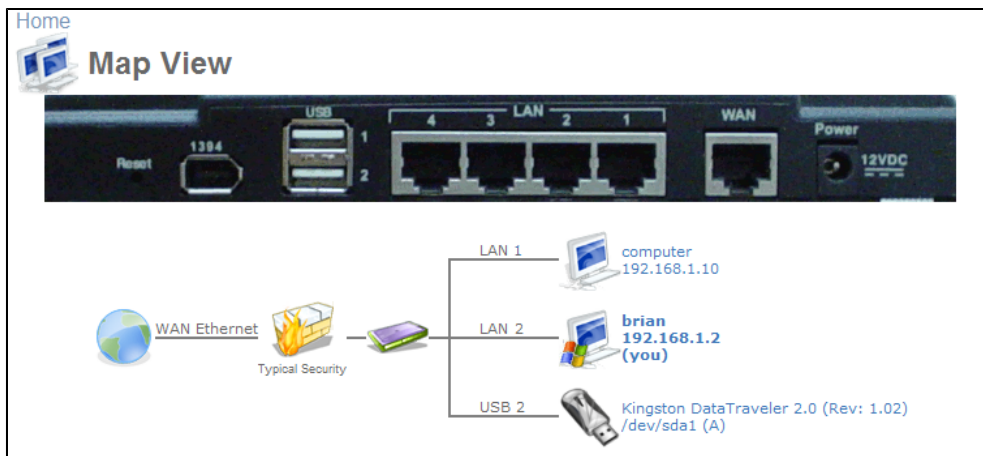 Home
Map View
USB
LAN
4 3 2 1
WAN
Power
1394
Reset
1
2
12VDC
LAN 1
computer
192.168.1.10
WAN Ethernet
Typical Security
LAN 2
brian
192.168.1.2
(you)
USB 2
Kingston DataTraveler 2.0 (Rev: 1.02)
/dev/sda1 (A)